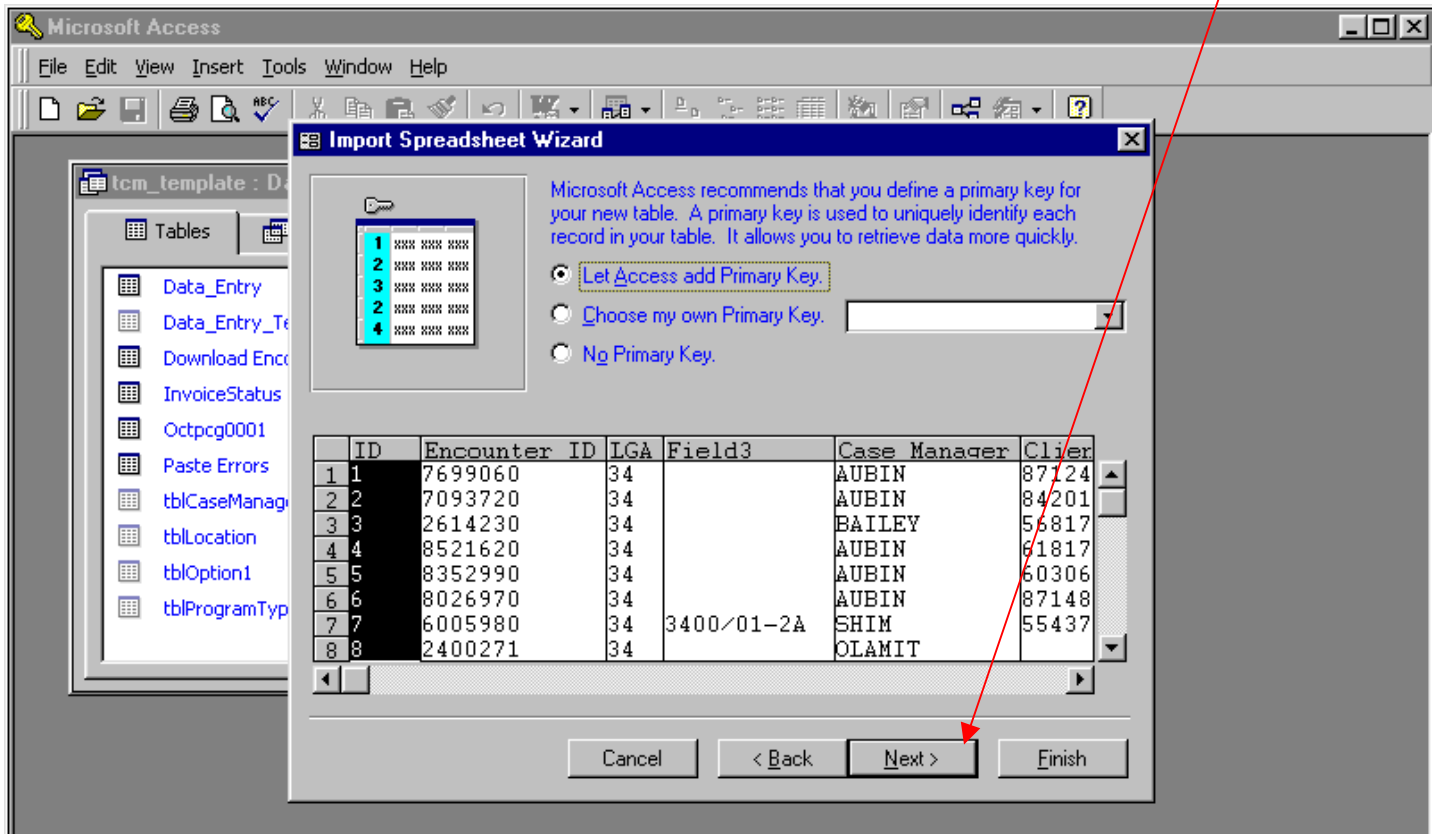 Microsoft Access
File Edit View Insert Tools Window Help
ABC
Import Spreadsheet Wizard
tcm_template : Da
Tables
Data_Entry
Data_Entry_Te
Download Enco
InvoiceStatus
Octpcg0001
Paste Errors
tblCaseManage
tblLocation
tblOption1
tblProgramTyp
1 xxx xxx xxx
2 xxx xxx xxx
3 xxx xxx xxx
2 xxx xxx xxx
4 xxx xxx xxx
Microsoft Access recommends that you define a primary key for
your new table. A primary key is used to uniquely identify each
record in your table. It allows you to retrieve data more quickly.
Let Access add Primary Key.
Choose my own Primary Key.
No Primary Key.
ID Encounter ID LGA Field3 Case Manager Clien
1 1 7699060 34 AUBIN 87124
2 2 7093720 34 AUBIN 84201
3 3 2614230 34 BAILEY 56817
4 4 8521620 34 AUBIN 61817
5 5 8352990 34 AUBIN 60306
6 6 8026970 34 AUBIN 87148
7 7 6005980 34 3400/01-2A SHIM 55437
8 8 2400271 34 OLAMIT
Cancel < Back Next > Finish